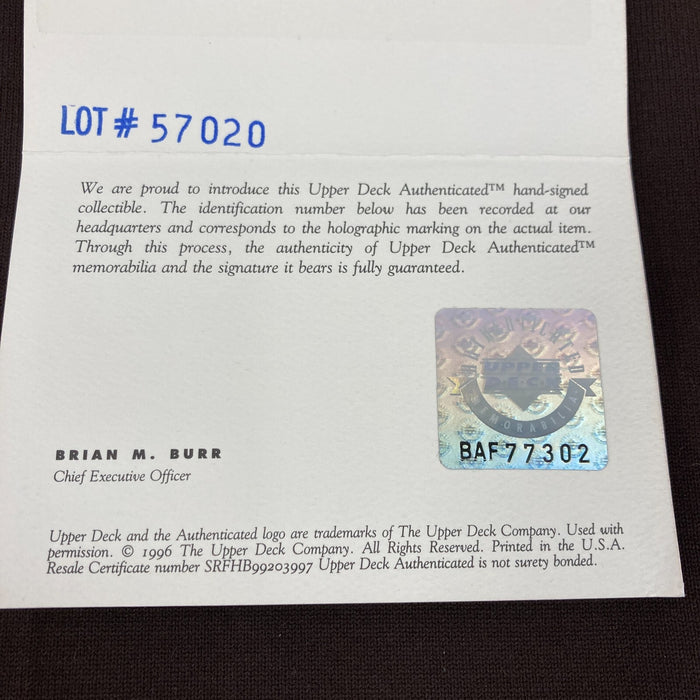 LOT # 57020
We are proud to introduce this Upper Deck Authenticated™ hand-signed
collectible. The identification number below has been recorded at our
headquarters and corresponds to the holographic marking on the actual item.
Through this process, the authenticity of Upper Deck Authenticated™
memorabilia and the signature it bears is fully guaranteed.
AUTHENTICATED
UPPER
DECK
MEMORABILIA
BAF77302
BRIAN M. BURR
Chief Executive Officer
Upper Deck and the Authenticated logo are trademarks of The Upper Deck Company. Used with
permission. © 1996 The Upper Deck Company. All Rights Reserved. Printed in the U.S.A.
Resale Certificate number SRFHB99203997 Upper Deck Authenticated is not surety bonded.